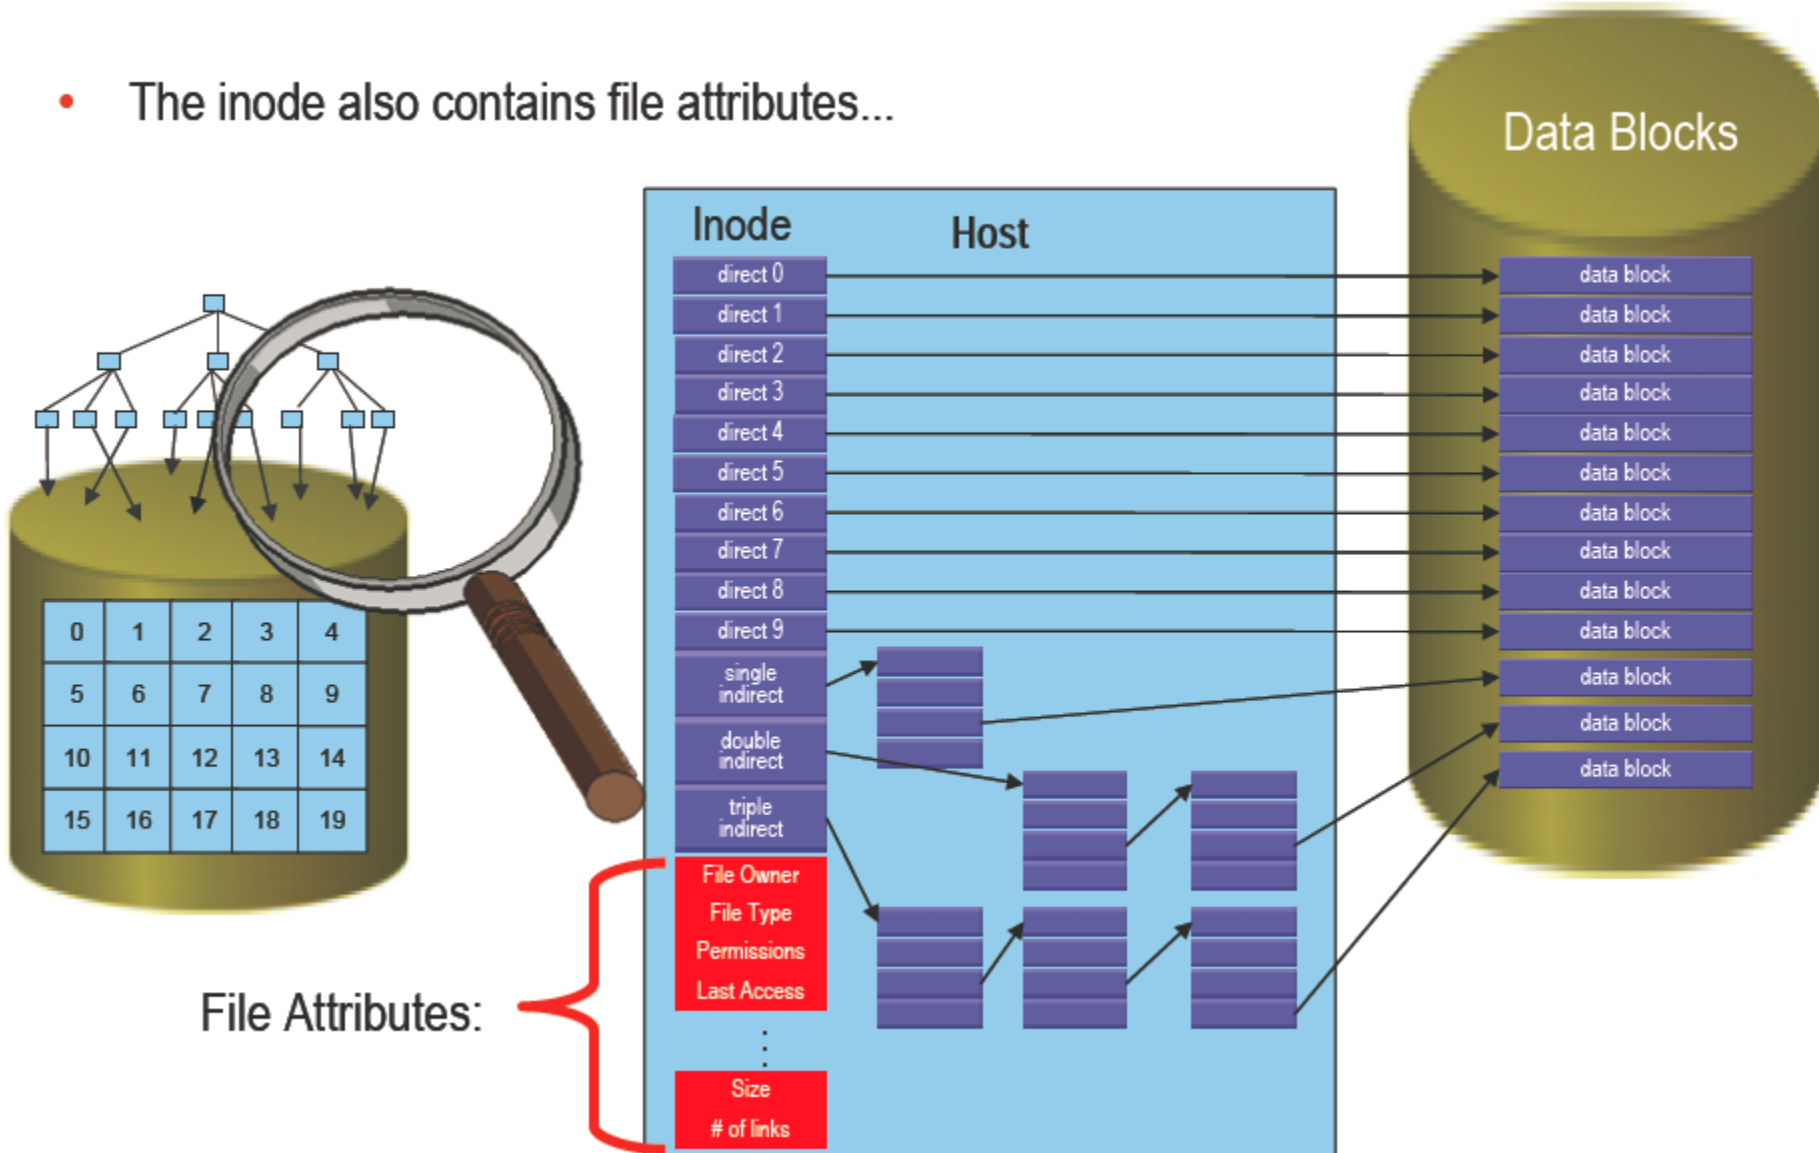 • The inode also contains file attributes...
Data Blocks
Inode
Host
direct 0
direct 1
direct 2
direct 3
direct 4
direct 5
direct 6
direct 7
direct 8
direct 9
single
indirect
double
indirect
triple
indirect
File Owner
File Type
Permissions
Last Access
Size
# of links
data block
data block
data block
data block
data block
data block
data block
data block
data block
data block
data block
data block
data block
0 1 2 3 4
5 6 7 8 9
10 11 12 13 14
15 16 17 18 19
File Attributes: